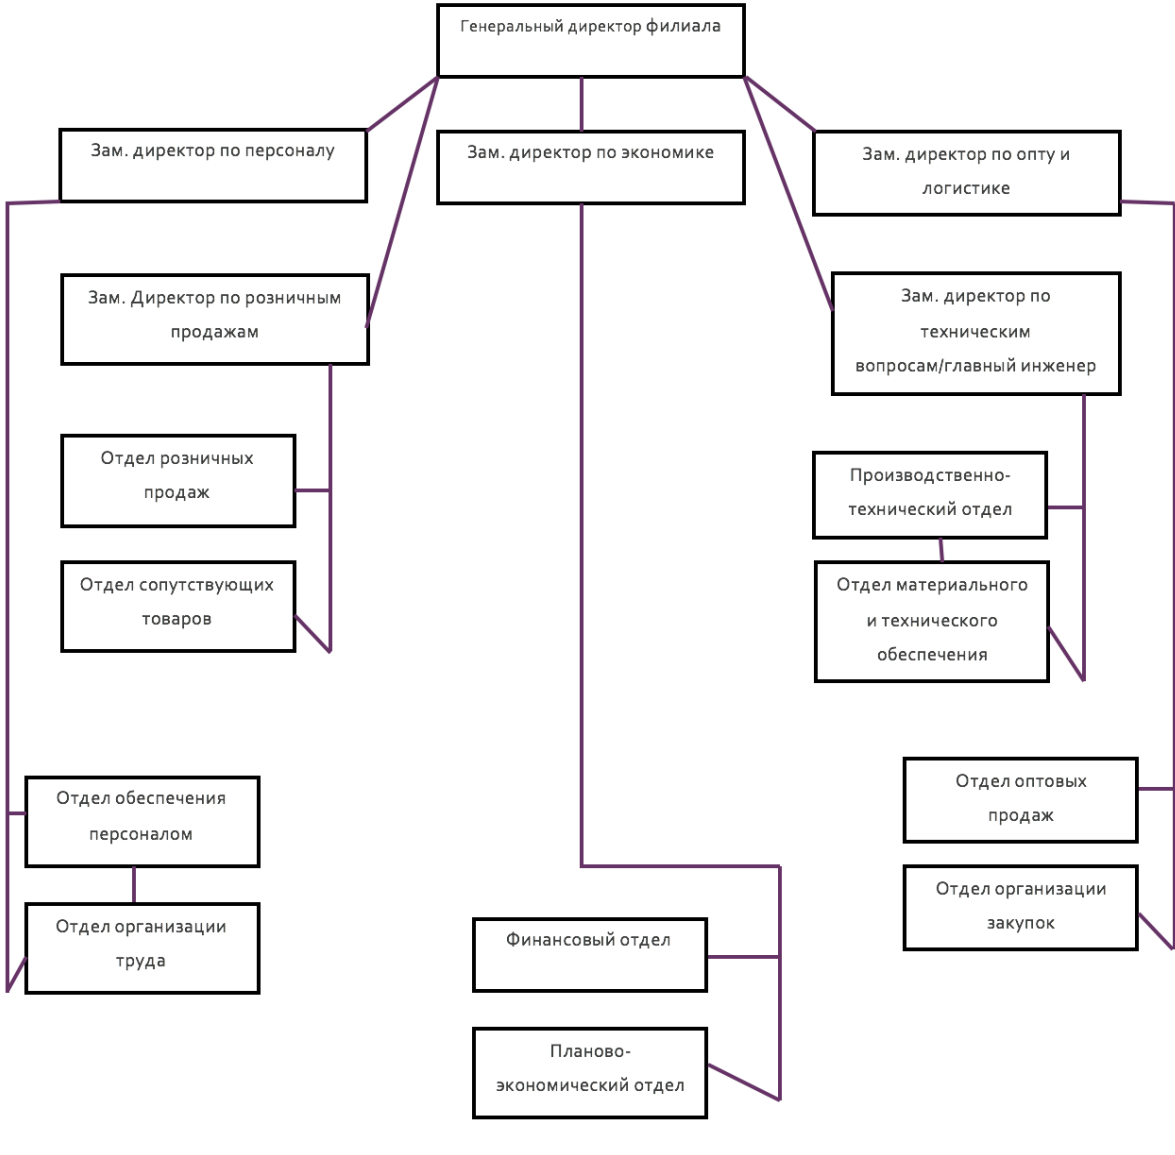 Генеральный директор филиала
Зам. директор по персоналу
Зам. директор по экономике
Зам. директор по опту и
логистике
Зам. Директор по розничным
продажам
Зам. директор по
техническим
вопросам/главный инженер
Отдел розничных
продаж
Производственно-
технический отдел
Отдел сопутствующих
товаров
Отдел материального
и технического
обеспечения
Отдел обеспечения
персоналом
Отдел оптовых
продаж
Отдел организации
труда
Отдел организации
закупок
Финансовый отдел
Планово-
экономический отдел